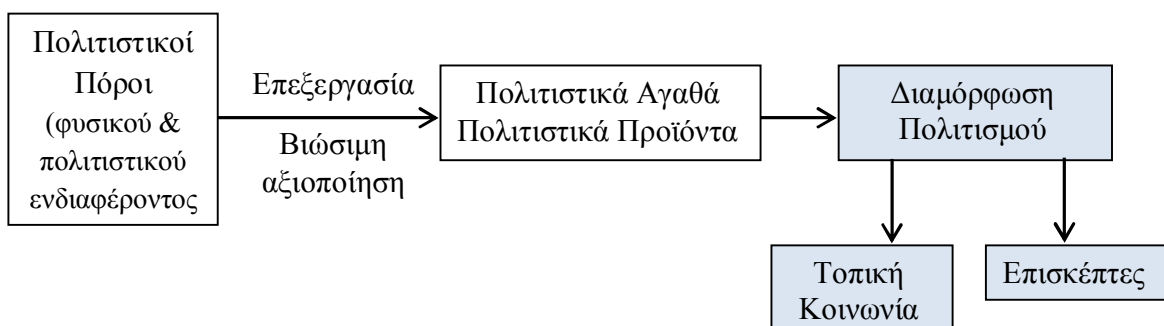 Πολιτιστικοί
Πόροι
(φυσικού &
πολιτιστικού
ενδιαφέροντος
Επεξεργασία
Βιώσιμη
αξιοποίηση
Πολιτιστικά Αγαθά
Πολιτιστικά Προϊόντα
Διαμόρφωση
Πολιτισμού
Τοπική
Κοινωνία
Επισκέπτες